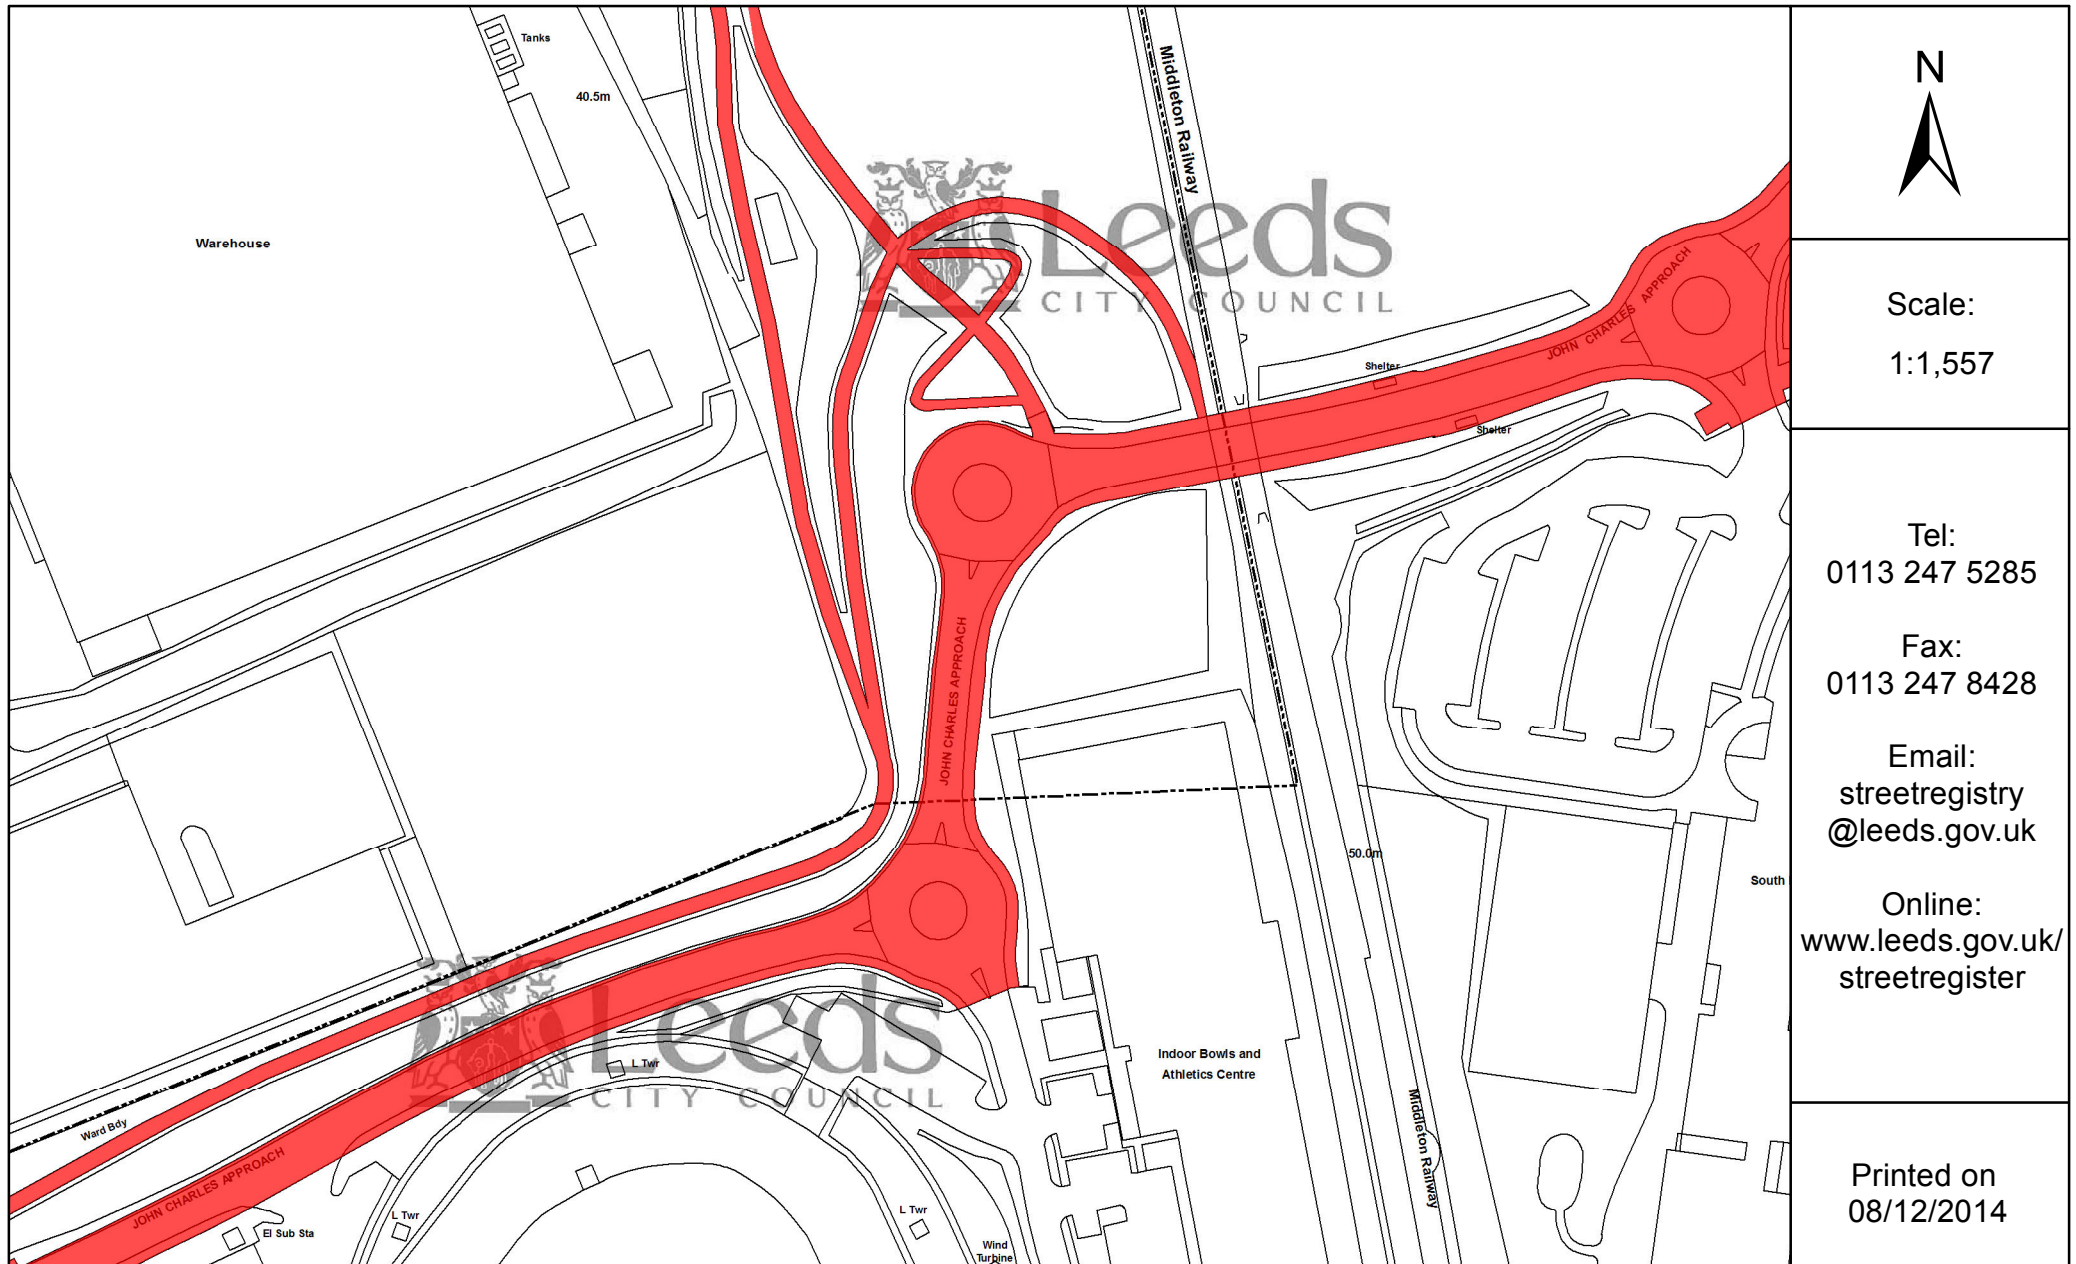 Tanks
40.5m
Middleton Railway
Warehouse
Leeds
CITY COUNCIL
JOHN CHARLES APPROACH
Shelter
Shelter
JOHN CHARLES APPROACH
50.0m
South
Leeds
CITY COUNCIL
L Twr
Indoor Bowls and
Athletics Centre
Ward Bdy
Middleton Railway
JOHN CHARLES APPROACH
L Twr
L Twr
El Sub Sta
Wind
Turbine
N
Scale:
1:1,557
Tel:
0113 247 5285
Fax:
0113 247 8428
Email:
streetregistry
@leeds.gov.uk
Online:
www.leeds.gov.uk/
streetregister
Printed on
08/12/2014